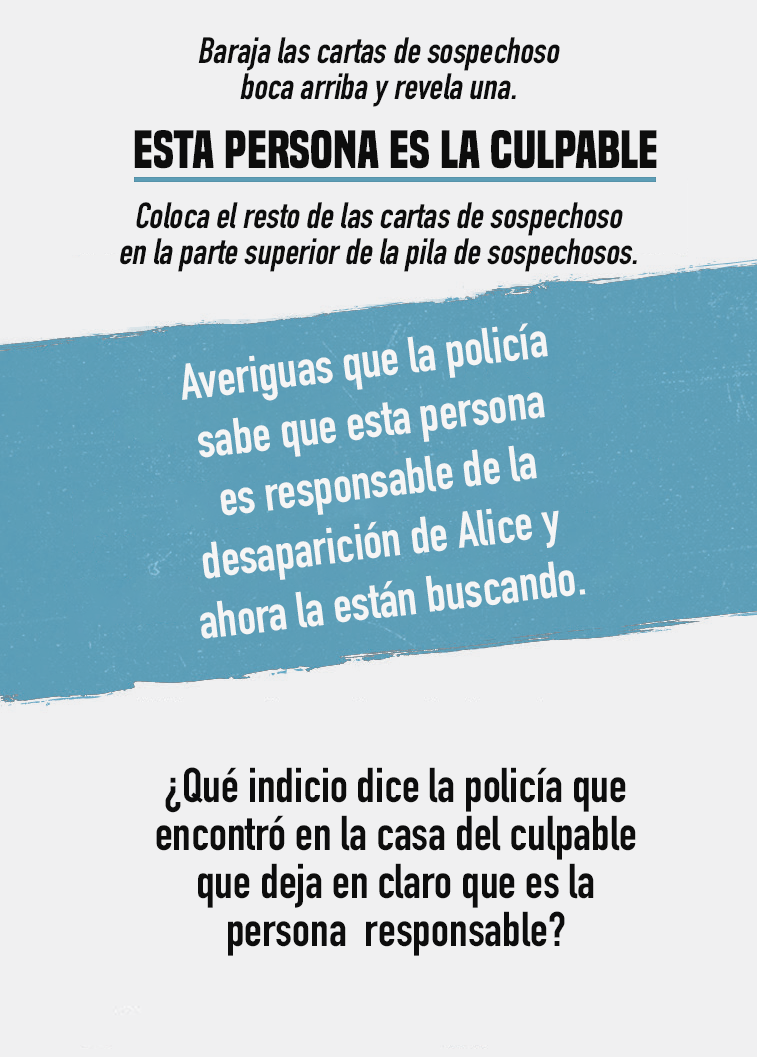 Baraja las cartas de sospechoso
boca arriba y revela una.
ESTA PERSONA ES LA CULPABLE
Coloca el resto de las cartas de sospechoso
en la parte superior de la pila de sospechosos.
Averiguas que la policía
sabe que esta persona
es responsable de la
desaparición de Alice y
ahora la están buscando.
¿Qué indicio dice la policía que
encontró en la casa del culpable
que deja en claro que es la
persona responsable?